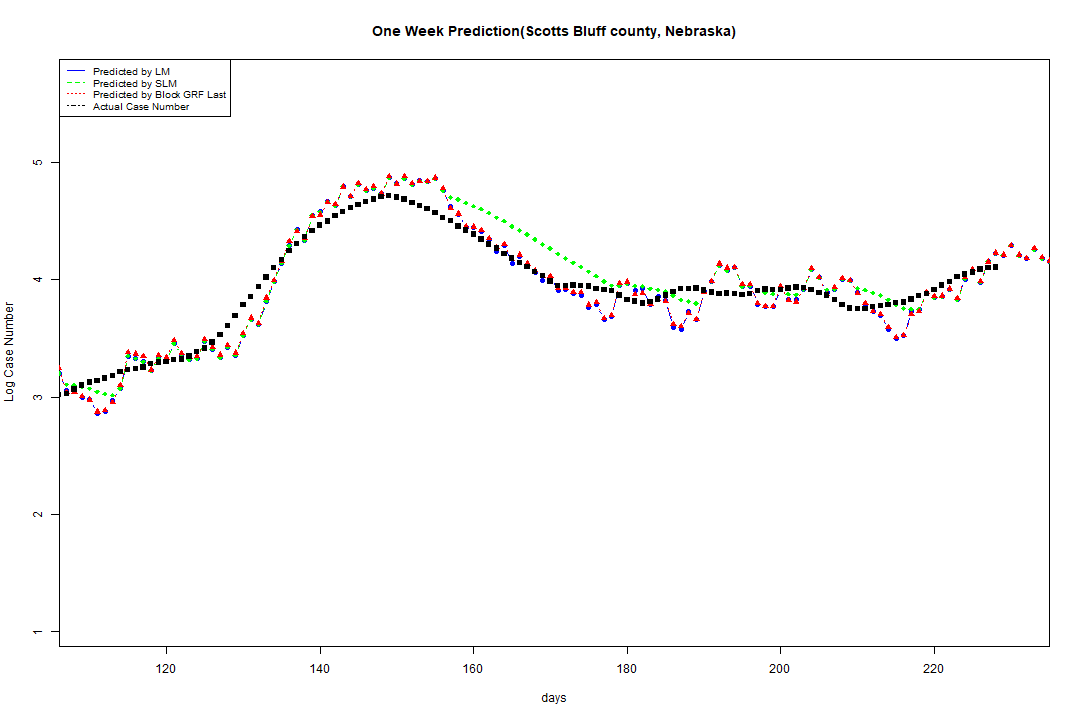 One Week Prediction(Scotts Bluff county, Nebraska)
Predicted by LM
Predicted by SLM
Predicted by Block GRF Last
Actual Case Number
5
4
3
2
1
Log Case Number
120 140 160 180 200 220
days